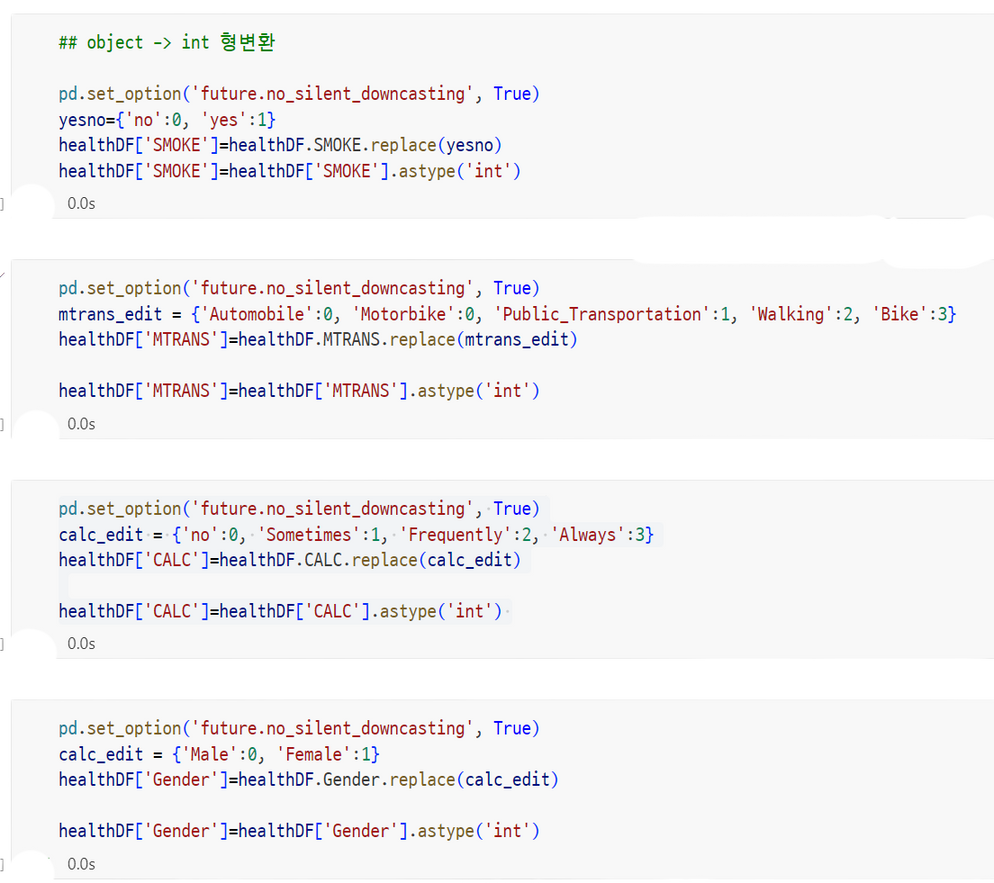 ## object -> int 형변환
pd.set_option('future.no_silent_downcasting', True)
yesno={'no':0, 'yes':1}
healthDF['SMOKE']=healthDF.SMOKE.replace(yesno)
healthDF['SMOKE']=healthDF['SMOKE'].astype('int')
0.0s
pd.set_option('future.no_silent_downcasting', True)
mtrans_edit = {'Automobile':0, 'Motorbike':0, 'Public_Transportation':1, 'Walking':2, 'Bike':3}
healthDF['MTRANS']=healthDF.MTRANS.replace(mtrans_edit)
healthDF['MTRANS']=healthDF['MTRANS'].astype('int')
0.0s
pd.set_option('future.no_silent_downcasting', True)
calc_edit = {'no':0, 'Sometimes':1, 'Frequently':2, 'Always':3}
healthDF['CALC']=healthDF.CALC.replace(calc_edit)
healthDF['CALC']=healthDF['CALC'].astype('int')
0.0s
pd.set_option('future.no_silent_downcasting', True)
calc_edit = {'Male':0, 'Female':1}
healthDF['Gender']=healthDF.Gender.replace(calc_edit)
healthDF['Gender']=healthDF['Gender'].astype('int')
0.0s